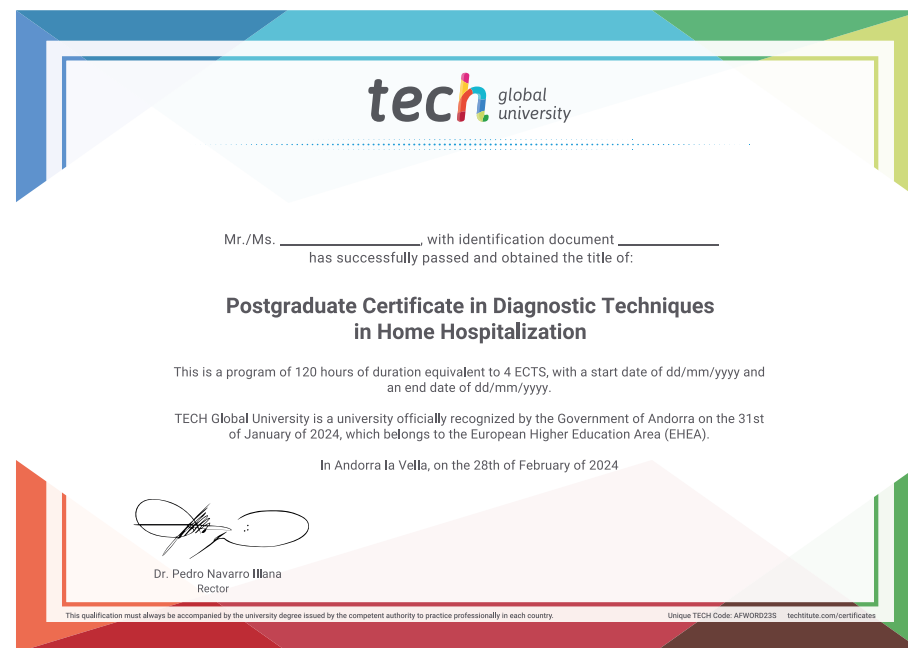 tech global university
Mr./Ms. ____________, with identification document ____________
has successfully passed and obtained the title of:
Postgraduate Certificate in Diagnostic Techniques
in Home Hospitalization
This is a program of 120 hours of duration equivalent to 4 ECTS, with a start date of dd/mm/yyyy and
an end date of dd/mm/yyyy.
TECH Global University is a university officially recognized by the Government of Andorra on the 31st
of January of 2024, which belongs to the European Higher Education Area (EHEA).
In Andorra la Vella, on the 28th of February of 2024
Dr. Pedro Navarro Illana
Rector
This qualification must always be accompanied by the university degree issued by the competent authority to practice professionally in each country.
Unique TECH Code: AFWORD23S techtitute.com/certificates